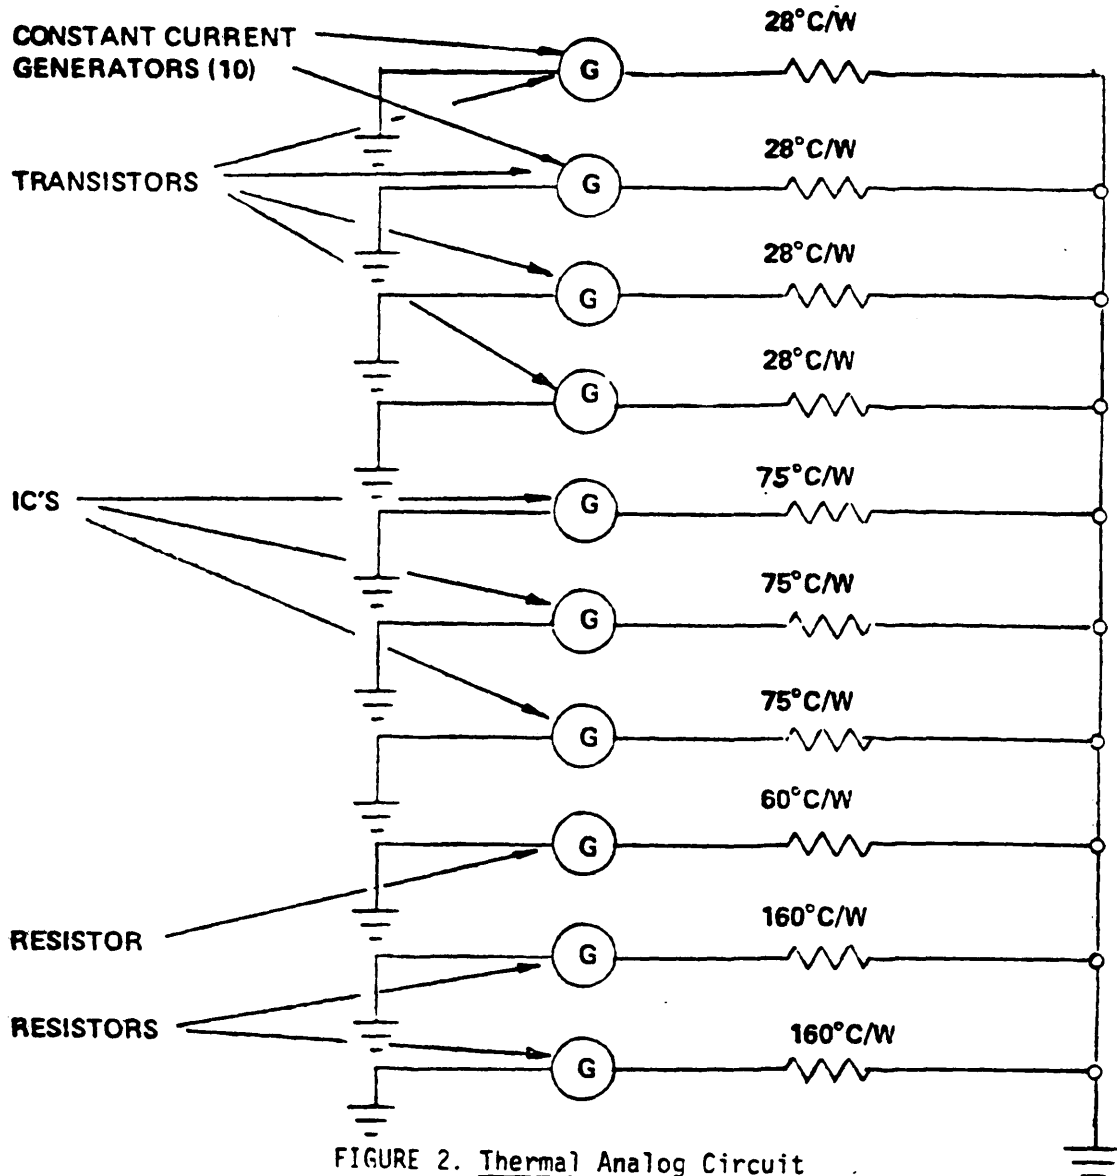 CONSTANT CURRENT
GENERATORS (10)
28°C/W
G
TRANSISTORS
28°C/W
G
28°C/W
G
28°C/W
G
IC'S
75°C/W
G
75°C/W
G
75°C/W
G
60°C/W
G
RESISTOR
160°C/W
G
RESISTORS
160°C/W
G
FIGURE 2. Thermal Analog Circuit